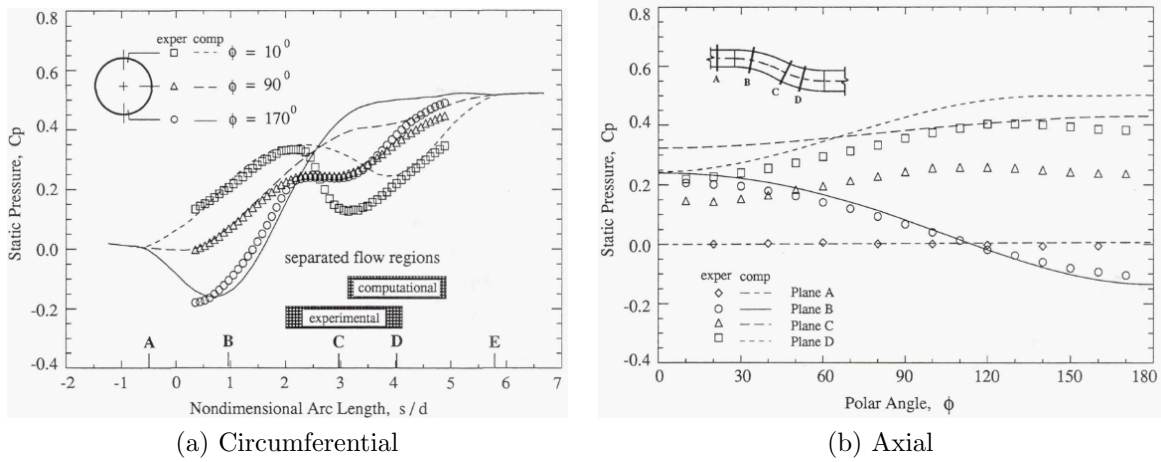 0.8
0.6
0.4
0.2
0.0
-0.2
-0.4
Static Pressure, Cp
exper comp
ϕ = 10⁰
ϕ = 90⁰
ϕ = 170⁰
separated flow regions
computational
experimental
A B C D E
-2 -1 0 1 2 3 4 5 6 7
Nondimensional Arc Length, s/d
(a) Circumferential
0.8
0.6
0.4
0.2
0.0
-0.2
-0.4
Static Pressure, Cp
A B C D
exper comp
Plane A
Plane B
Plane C
Plane D
0 30 60 90 120 150 180
Polar Angle, ϕ
(b) Axial